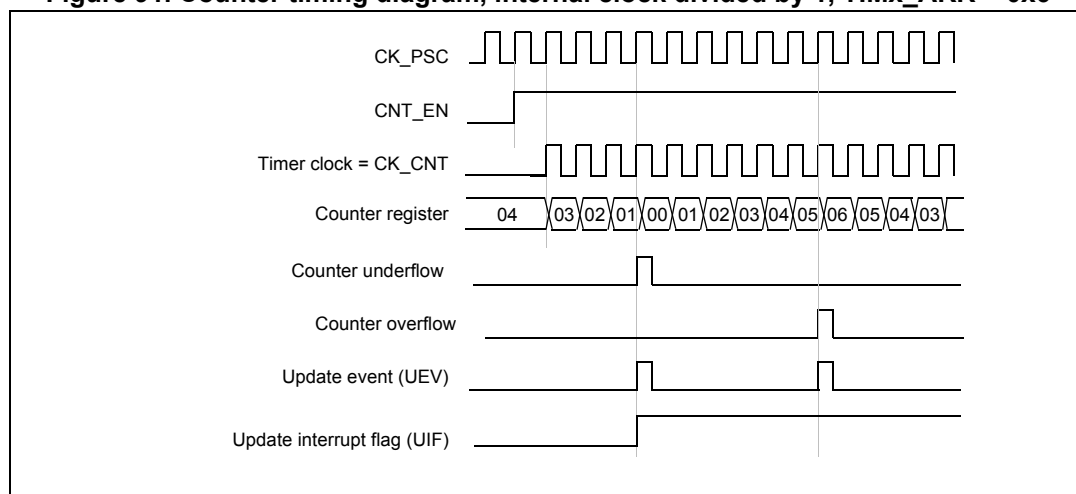 CK_PSC
CNT_EN
Timer clock = CK_CNT
Counter register 04 03 02 01 00 01 02 03 04 05 06 05 04 03
Counter underflow
Counter overflow
Update event (UEV)
Update interrupt flag (UIF)